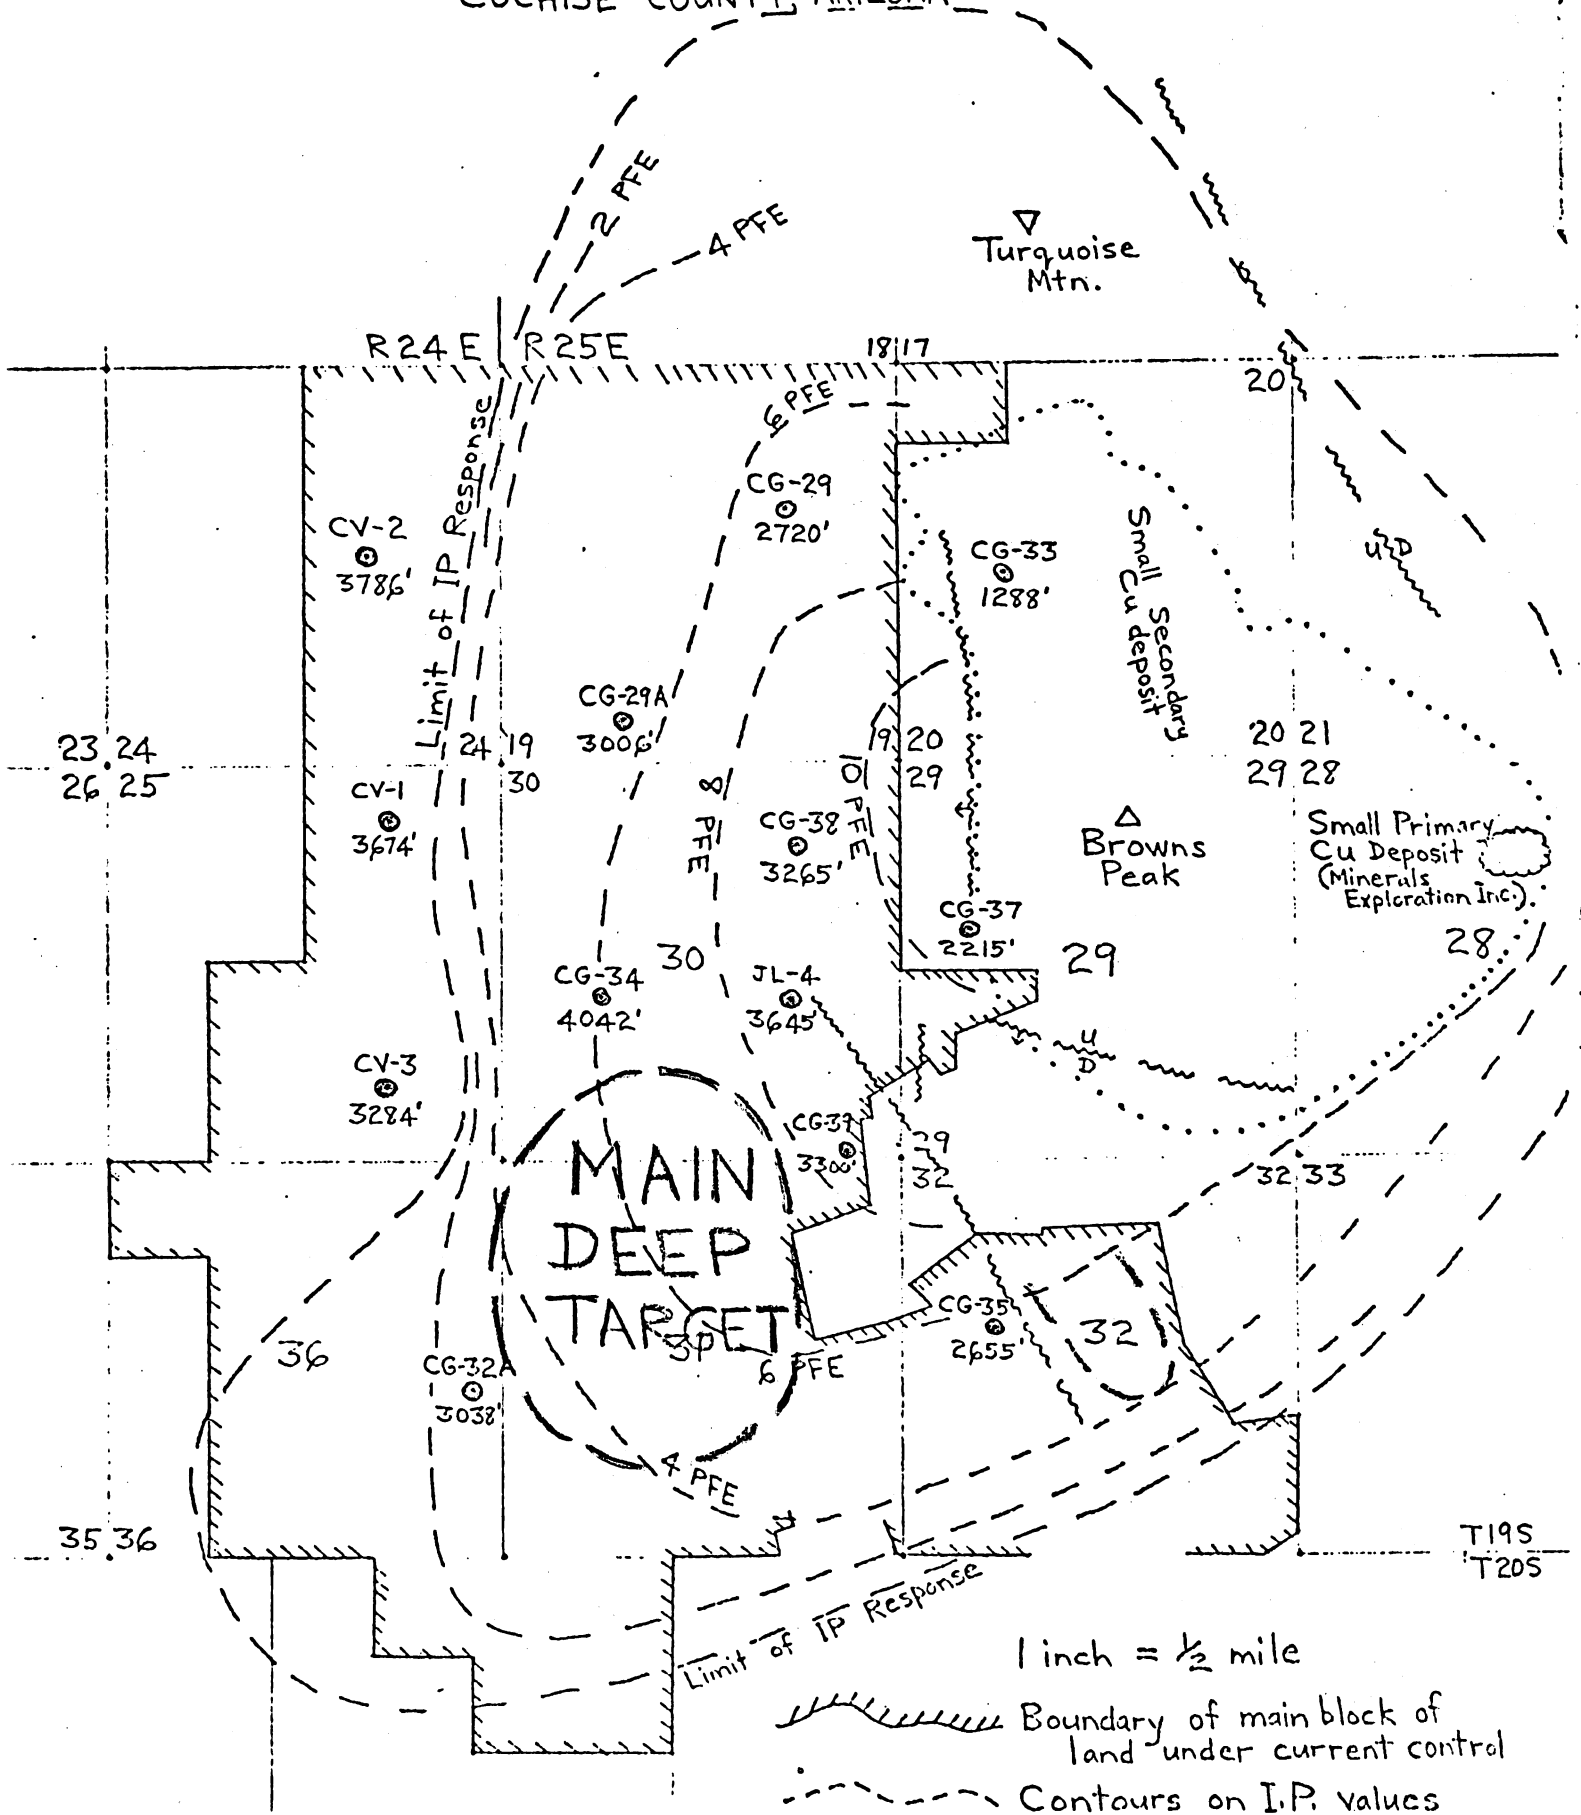 COCHISE COUNTY, ARIZONA
2 PFE
4 PFE
Turquoise
Mtn.
R 24 E
R 25 E
18 17
20
6 PFE
Limit of IP Response
CG-29
2720'
CV-2
3786'
CG-33
1288'
Small Secondary
Cu deposit
U D
CG-29A
3006'
23 24
26 25
24 19
30
19 20
29
20 21
29 28
CV-1
3674'
8 PFE
CG-38
3265'
10 PFE
Browns
Peak
Small Primary
Cu Deposit
(Minerals
Exploration Inc.).
CG-37
2215'
30
29
28
CG-34
4042'
JL-4
3645'
U
D
CV-3
3284'
CG-39
3300'
29
32
32 33
MAIN
DEEP
TARGET
31
36
CG-32A
3038'
6 PFE
CG-35
2655'
32
4 PFE
35 36
T19S
T20S
Limit of IP Response
1 inch = ½ mile
Boundary of main block of
land under current control
Contours on I.P. values